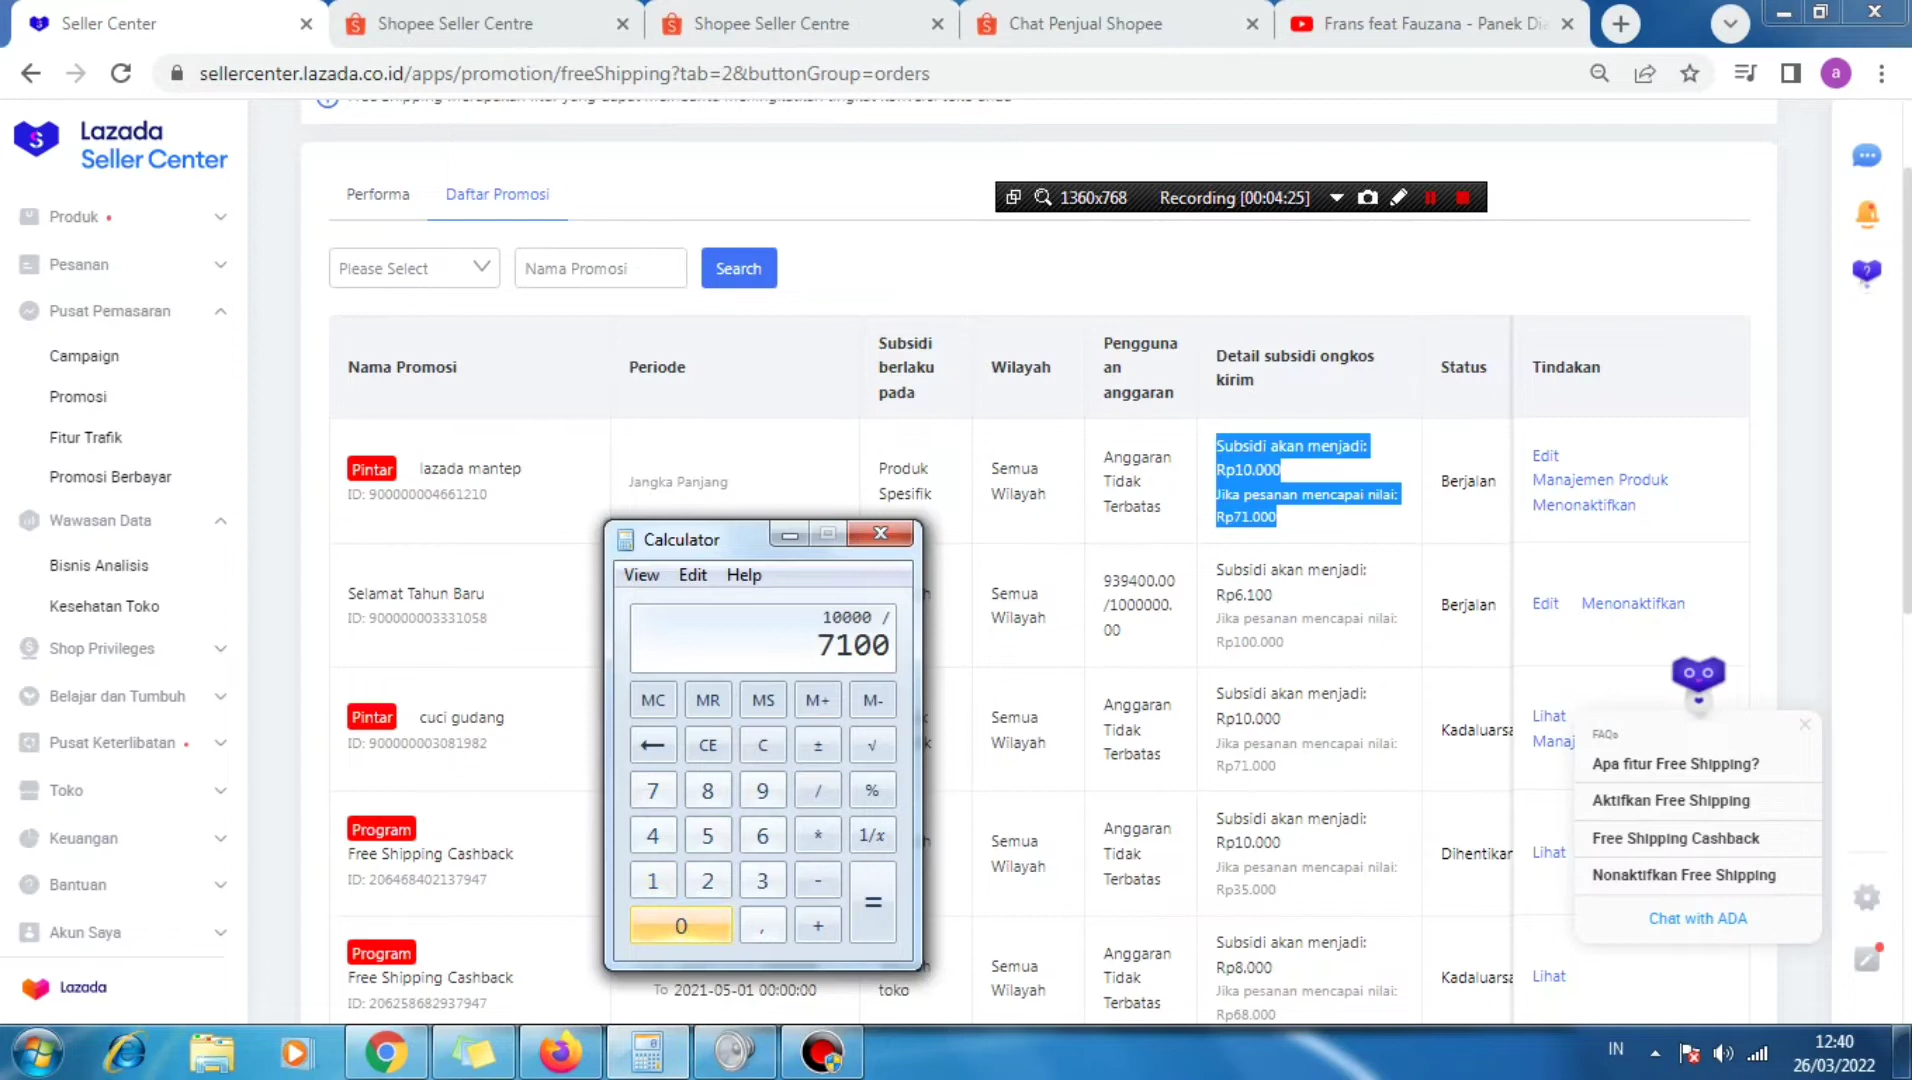 Seller Center
Shopee Seller Centre
Shopee Seller Centre
Chat Penjual Shopee
Frans feat Fauzana - Panek Dia
sellercenter.lazada.co.id/apps/promotion/freeShipping?tab=2&buttonGroup=orders
a
Lazada
Seller Center
Produk
Pesanan
Pusat Pemasaran
Campaign
Promosi
Fitur Trafik
Promosi Berbayar
Wawasan Data
Bisnis Analisis
Kesehatan Toko
Shop Privileges
Belajar dan Tumbuh
Pusat Keterlibatan
Toko
Keuangan
Bantuan
Akun Saya
Lazada
Performa
Daftar Promosi
1360x768 Recording [00:04:25]
Please Select
Nama Promosi
Search
Nama Promosi
Periode
Subsidi
berlaku
pada
Wilayah
Pengguna
an
anggaran
Detail subsidi ongkos
kirim
Status
Tindakan
Pintar lazada mantep
ID: 900000004661210
Jangka Panjang
Produk
Spesifik
Semua
Wilayah
Anggaran
Tidak
Terbatas
Subsidi akan menjadi:
Rp10.000
Jika pesanan mencapai nilai:
Rp71.000
Berjalan
Edit
Manajemen Produk
Menonaktifkan
Selamat Tahun Baru
ID: 900000003331058
Semua
Wilayah
939400.00
/1000000.
00
Subsidi akan menjadi:
Rp6.100
Jika pesanan mencapai nilai:
Rp100.000
Berjalan
Edit Menonaktifkan
Pintar cuci gudang
ID: 900000003081982
Semua
Wilayah
Anggaran
Tidak
Terbatas
Subsidi akan menjadi:
Rp10.000
Jika pesanan mencapai nilai:
Rp71.000
Kadaluarsa
Lihat
Manaj
Program
Free Shipping Cashback
ID: 206468402137947
Semua
Wilayah
Anggaran
Tidak
Terbatas
Subsidi akan menjadi:
Rp10.000
Jika pesanan mencapai nilai:
Rp35.000
Dihentikan
Lihat
Program
Free Shipping Cashback
ID: 206258682937947
To 2021-05-01 00:00:00
toko
Semua
Wilayah
Anggaran
Tidak
Terbatas
Subsidi akan menjadi:
Rp8.000
Jika pesanan mencapai nilai:
Rp68.000
Kadaluarsa
Lihat
Calculator
View Edit Help
10000 /
7100
MC MR MS M+ M-
← CE C ± √
7 8 9 / %
4 5 6 * 1/x
1 2 3 - =
0 , +
FAQs
Apa fitur Free Shipping?
Aktifkan Free Shipping
Free Shipping Cashback
Nonaktifkan Free Shipping
Chat with ADA
IN
12:40
26/03/2022